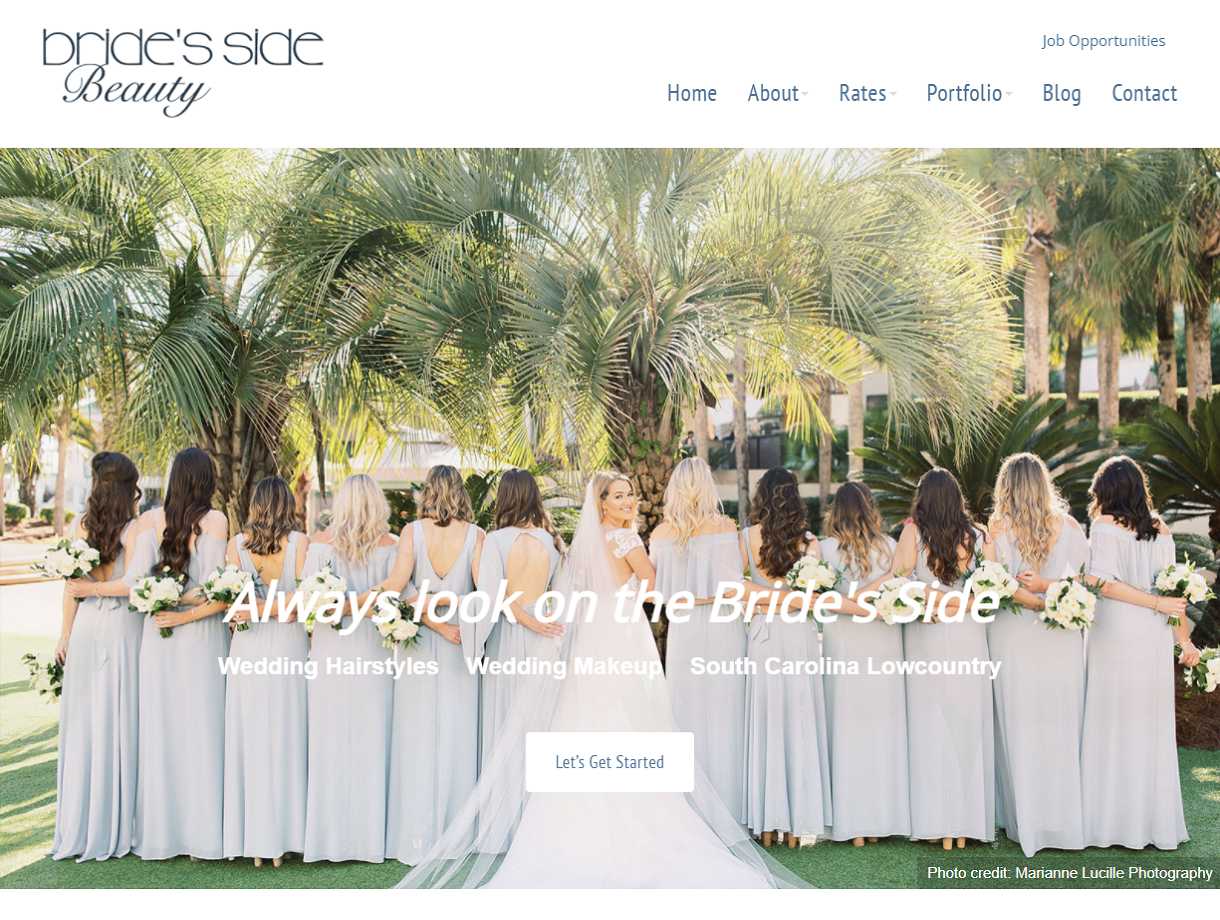 bride's side
Beauty
Job Opportunities
Home About Rates Portfolio Blog Contact
Always look on the Bride's Side
Wedding Hairstyles Wedding Makeup South Carolina Lowcountry
Let's Get Started
Photo credit: Marianne Lucille Photography